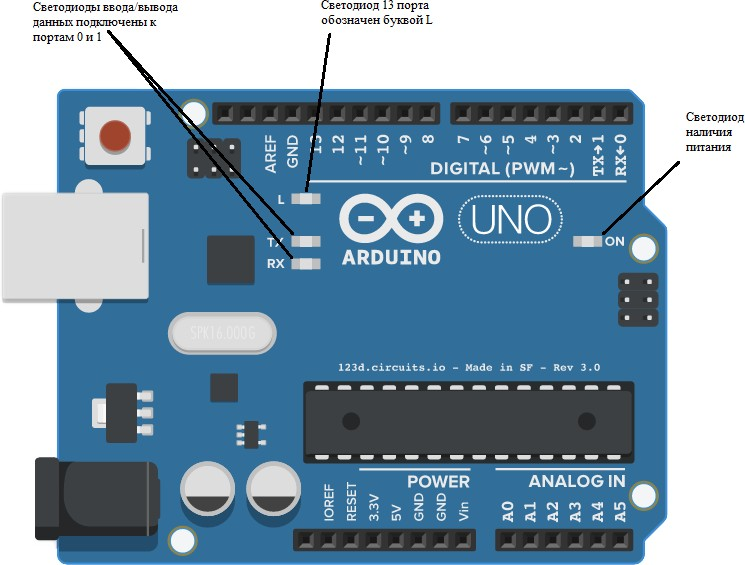 Светодиоды ввода/вывода
данных подключены к
портам 0 и 1
Светодиод 13 порта
обозначен буквой L
Светодиод
наличия
питания
AREF
GND
13
12
~11
~10
~9
8
7
~6
~5
4
~3
2
TX→1
RX←0
DIGITAL (PWM~)
L
TX
RX
ARDUINO
UNO
ON
SPK16.000G
123d.circuits.io - Made in SF - Rev 3.0
POWER
ANALOG IN
IOREF
RESET
3.3V
5V
GND
GND
Vin
A0
A1
A2
A3
A4
A5